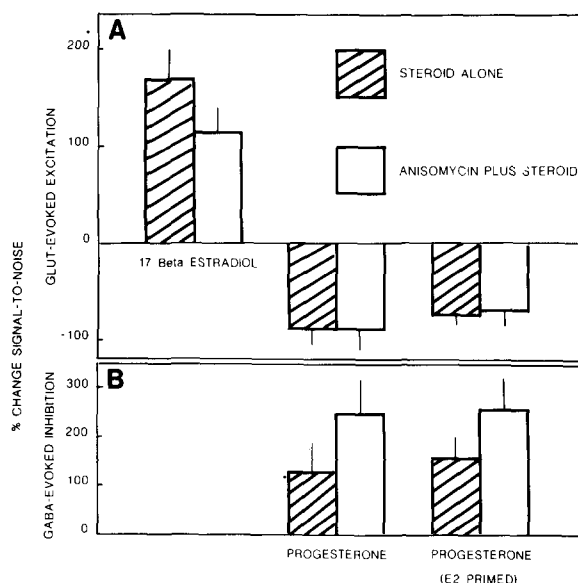 A
200
100
0
-100
STEROID ALONE
ANISOMYCIN PLUS STEROID
17 Beta ESTRADIOL
GLUT-EVOKED EXCITATION
% CHANGE SIGNAL-TO-NOISE
B
300
200
100
0
GABA-EVOKED INHIBITION
PROGESTERONE
PROGESTERONE
(E2 PRIMED)